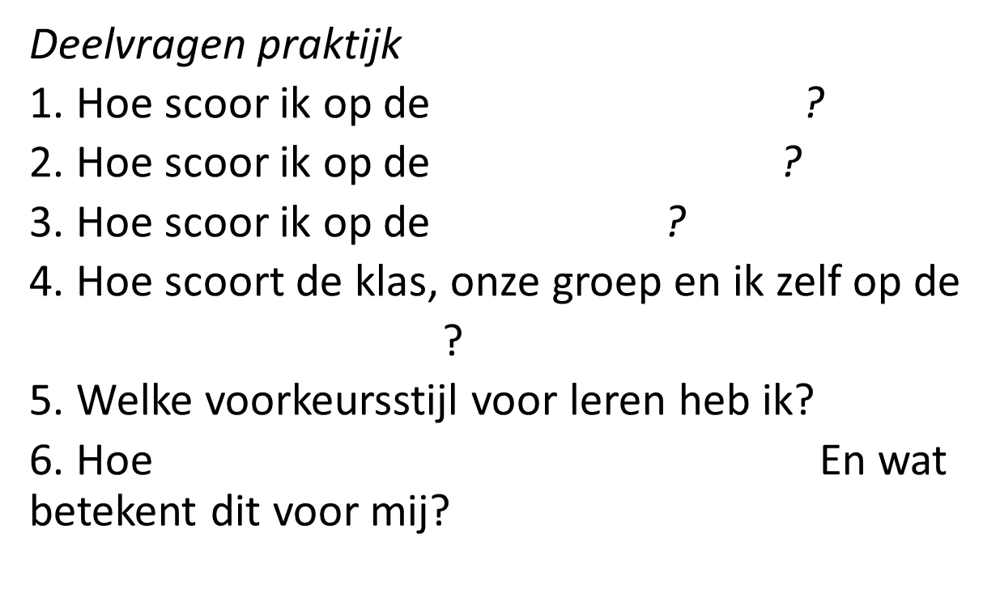 Deelvragen praktijk
1. Hoe scoor ik op de ?
2. Hoe scoor ik op de ?
3. Hoe scoor ik op de ?
4. Hoe scoort de klas, onze groep en ik zelf op de
?
5. Welke voorkeursstijl voor leren heb ik?
6. Hoe En wat
betekent dit voor mij?